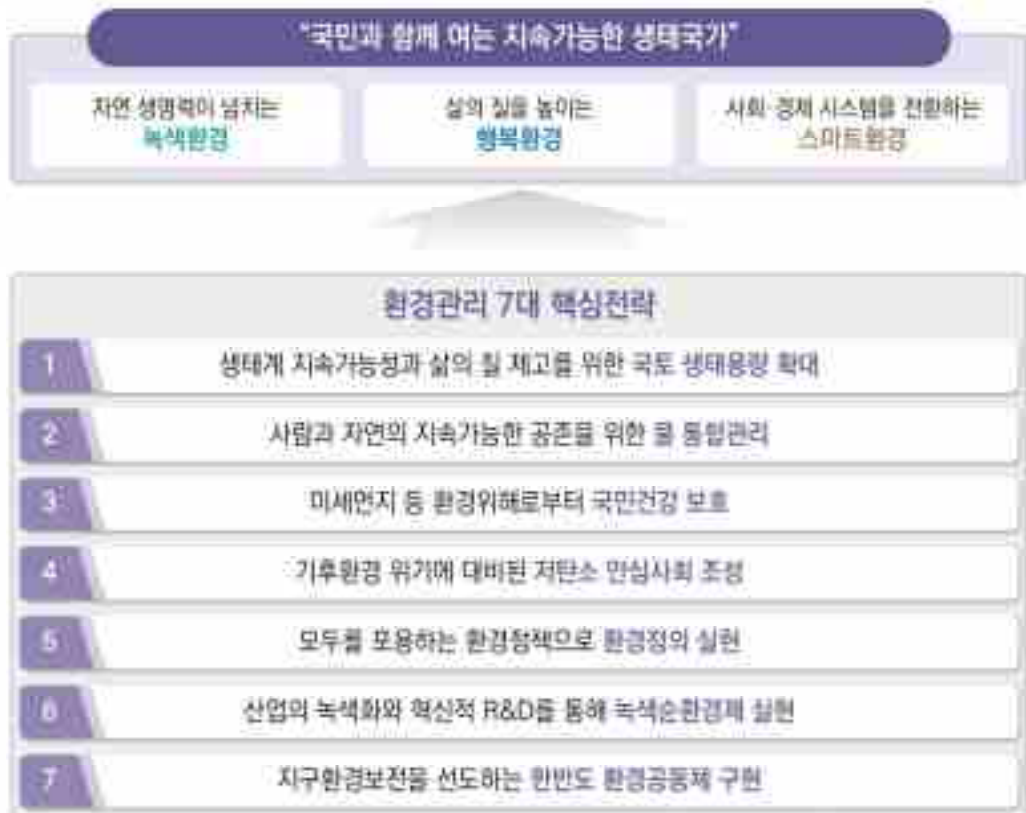 "국민과 함께 여는 지속가능한 생태국가"
자연 생명력이 넘치는
녹색환경
삶의 질을 높이는
행복환경
사회·경제 시스템을 전환하는
스마트환경
환경관리 7대 핵심전략
1 생태계 지속가능성과 삶의 질 제고를 위한 국토 생태용량 확대
2 사람과 자연의 지속가능한 공존을 위한 물 통합관리
3 미세먼지 등 환경위해로부터 국민건강 보호
4 기후환경 위기에 대비된 저탄소 안심사회 조성
5 모두를 포용하는 환경정책으로 환경정의 실현
6 산업의 녹색화와 혁신적 R&D를 통해 녹색순환경제 실현
7 지구환경보전을 선도하는 한반도 환경공동체 구현